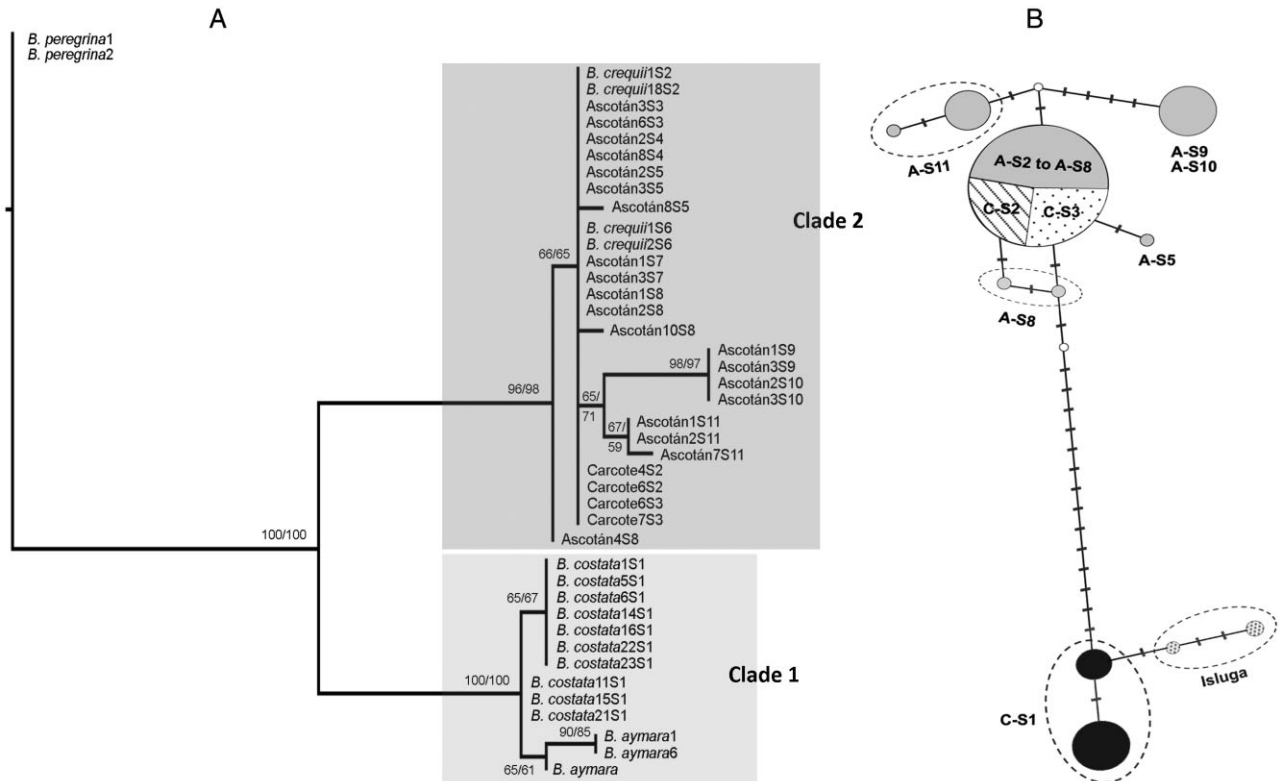 A
B. peregrina1
B. peregrina2
B. crequii1S2
B. crequii18S2
Ascotán3S3
Ascotán6S3
Ascotán2S4
Ascotán8S4
Ascotán2S5
Ascotán3S5
Ascotán8S5
Clade 2
B. crequii1S6
B. crequii2S6
66/65
Ascotán1S7
Ascotán3S7
Ascotán1S8
Ascotán2S8
Ascotán10S8
Ascotán1S9
98/97
Ascotán3S9
Ascotán2S10
96/98
65/
71
Ascotán3S10
67/
59
Ascotán1S11
Ascotán2S11
Ascotán7S11
Carcote4S2
Carcote6S2
Carcote6S3
Carcote7S3
100/100
Ascotán4S8
B. costata1S1
B. costata5S1
65/67
B. costata6S1
B. costata14S1
B. costata16S1
B. costata22S1
B. costata23S1
Clade 1
100/100
B. costata11S1
B. costata15S1
B. costata21S1
90/85
B. aymara1
B. aymara6
65/61
B. aymara
B
A-S11
A-S9
A-S10
A-S2 to A-S8
C-S2
C-S3
A-S5
A-S8
Isluga
C-S1